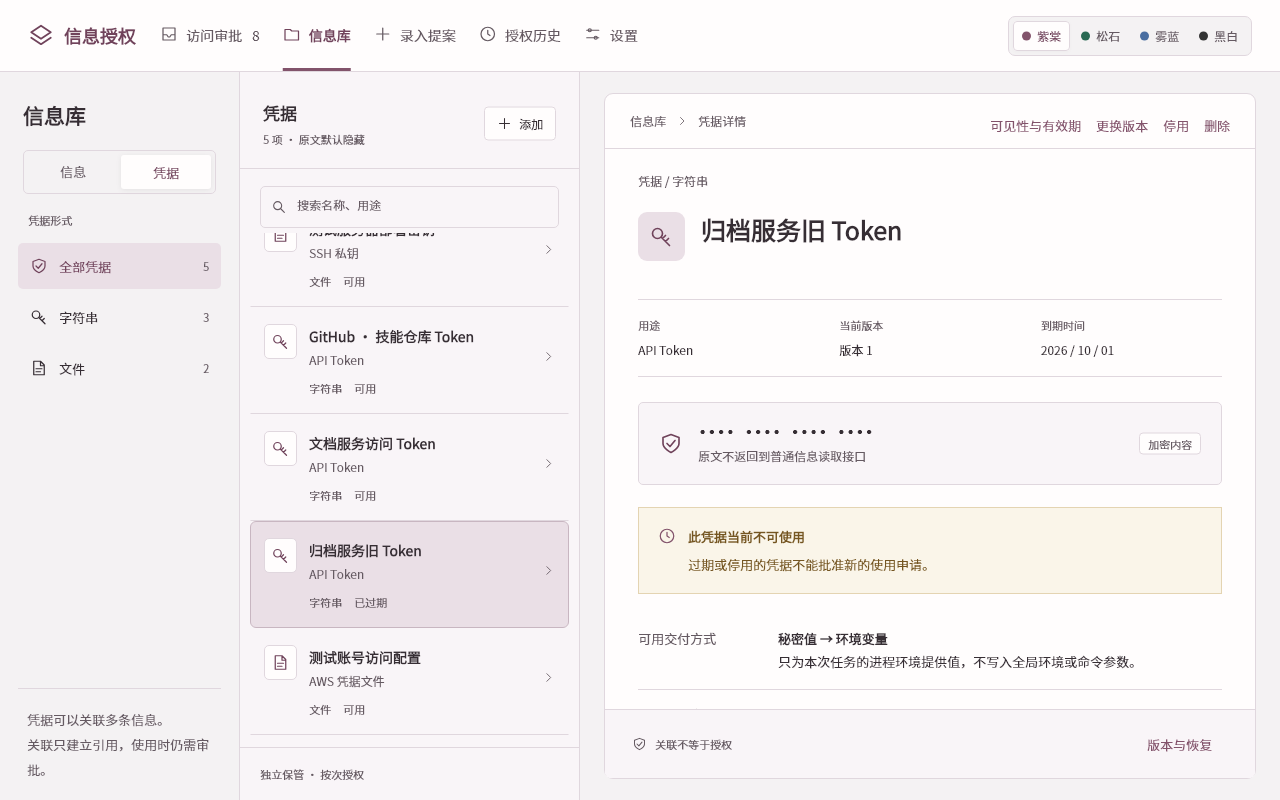 信息授权
授权审批 8
信息库
录入提案
授权历史
设置
紫棠
松石
雾蓝
黑白
信息库
信息
凭据
凭据形式
全部凭据 5
字符串 3
文件 2
凭据可以关联多条信息。
关联只建立引用，使用时仍需审
批。
凭据
5 项 · 原文默认隐藏
添加
搜索名称、用途
测试服务器部署密钥
SSH 私钥
文件 可用
GitHub · 技能仓库 Token
API Token
字符串 可用
文档服务访问 Token
API Token
字符串 可用
归档服务旧 Token
API Token
字符串 已过期
测试账号访问配置
AWS 凭据文件
文件 可用
独立保管 · 按次授权
信息库 > 凭据详情
可见性与有效期 更换版本 停用 删除
凭据 / 字符串
归档服务旧 Token
用途 当前版本 到期时间
API Token 版本 1 2026 / 10 / 01
•••• •••• •••• ••••
原文不返回到普通信息读取接口
加密内容
此凭据当前不可使用
过期或停用的凭据不能批准新的使用申请。
可用交付方式
秘密值 → 环境变量
只为本次任务的进程环境提供值，不写入全局环境或命令参数。
关联不等于授权
版本与恢复